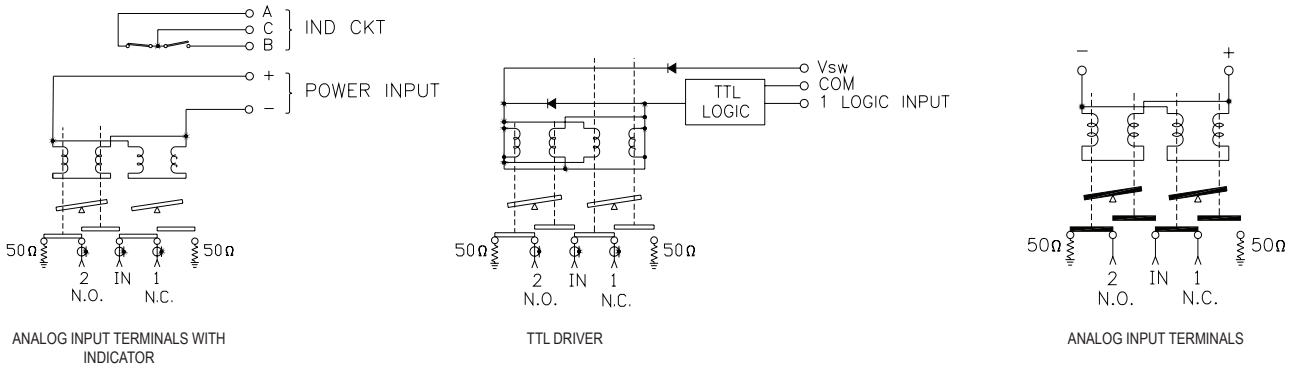 A
C
B
IND CKT
+
−
POWER INPUT
50Ω
50Ω
2
IN
1
N.O.
N.C.
ANALOG INPUT TERMINALS WITH
INDICATOR
Vsw
COM
1 LOGIC INPUT
TTL
LOGIC
50Ω
50Ω
2
IN
1
N.O.
N.C.
TTL DRIVER
−
+
50Ω
50Ω
2
IN
1
N.O.
N.C.
ANALOG INPUT TERMINALS